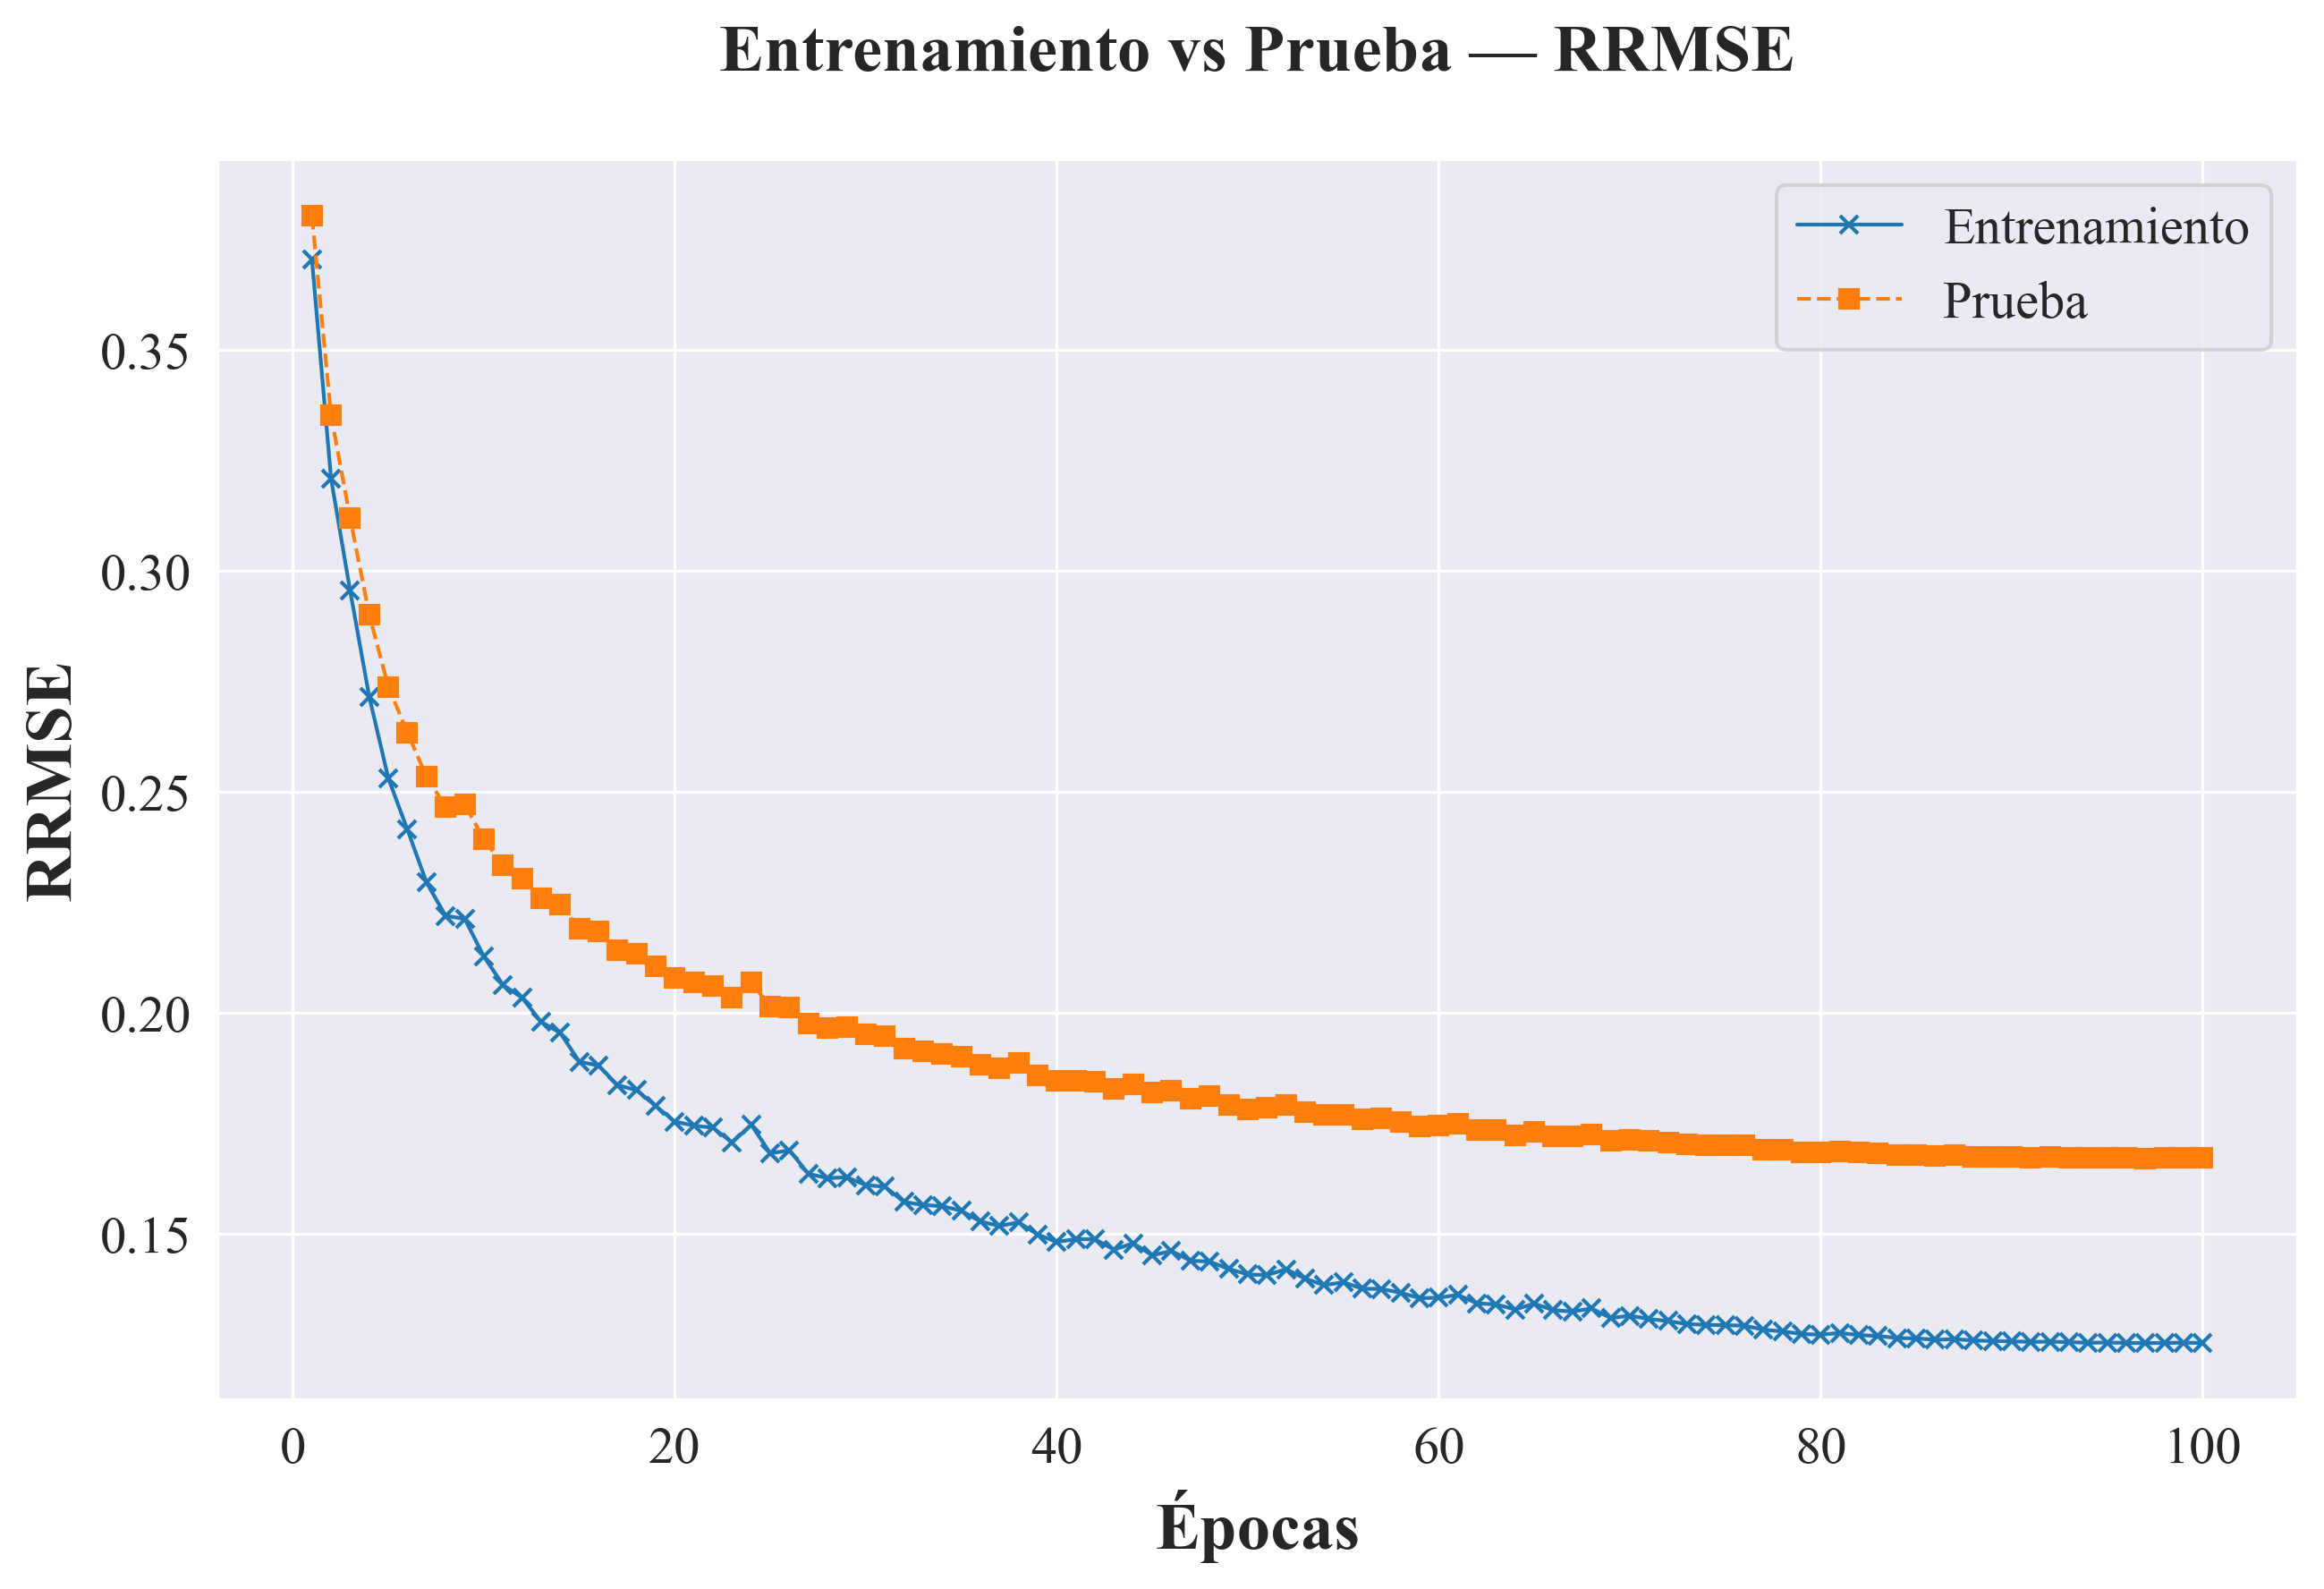 Entrenamiento vs Prueba — RRMSE
Entrenamiento
Prueba
0.35
0.30
0.25
0.20
0.15
RRMSE
0 20 40 60 80 100
Épocas